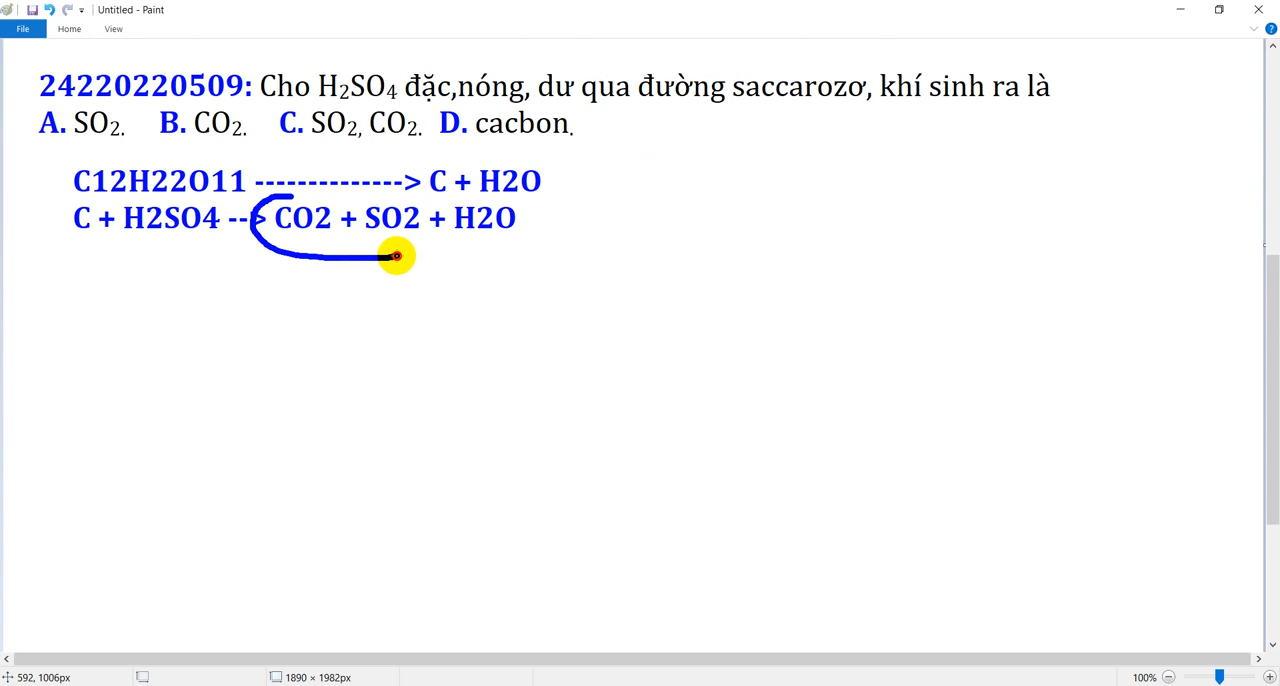 Untitled - Paint
File Home View
24220220509: Cho H₂SO₄ đặc,nóng, dư qua đường saccarozơ, khí sinh ra là
A. SO₂. B. CO₂. C. SO₂, CO₂. D. cacbon.
C12H22O11 --------------> C + H2O
C + H2SO4 --> CO2 + SO2 + H2O
592, 1006px 1890 × 1982px 100%